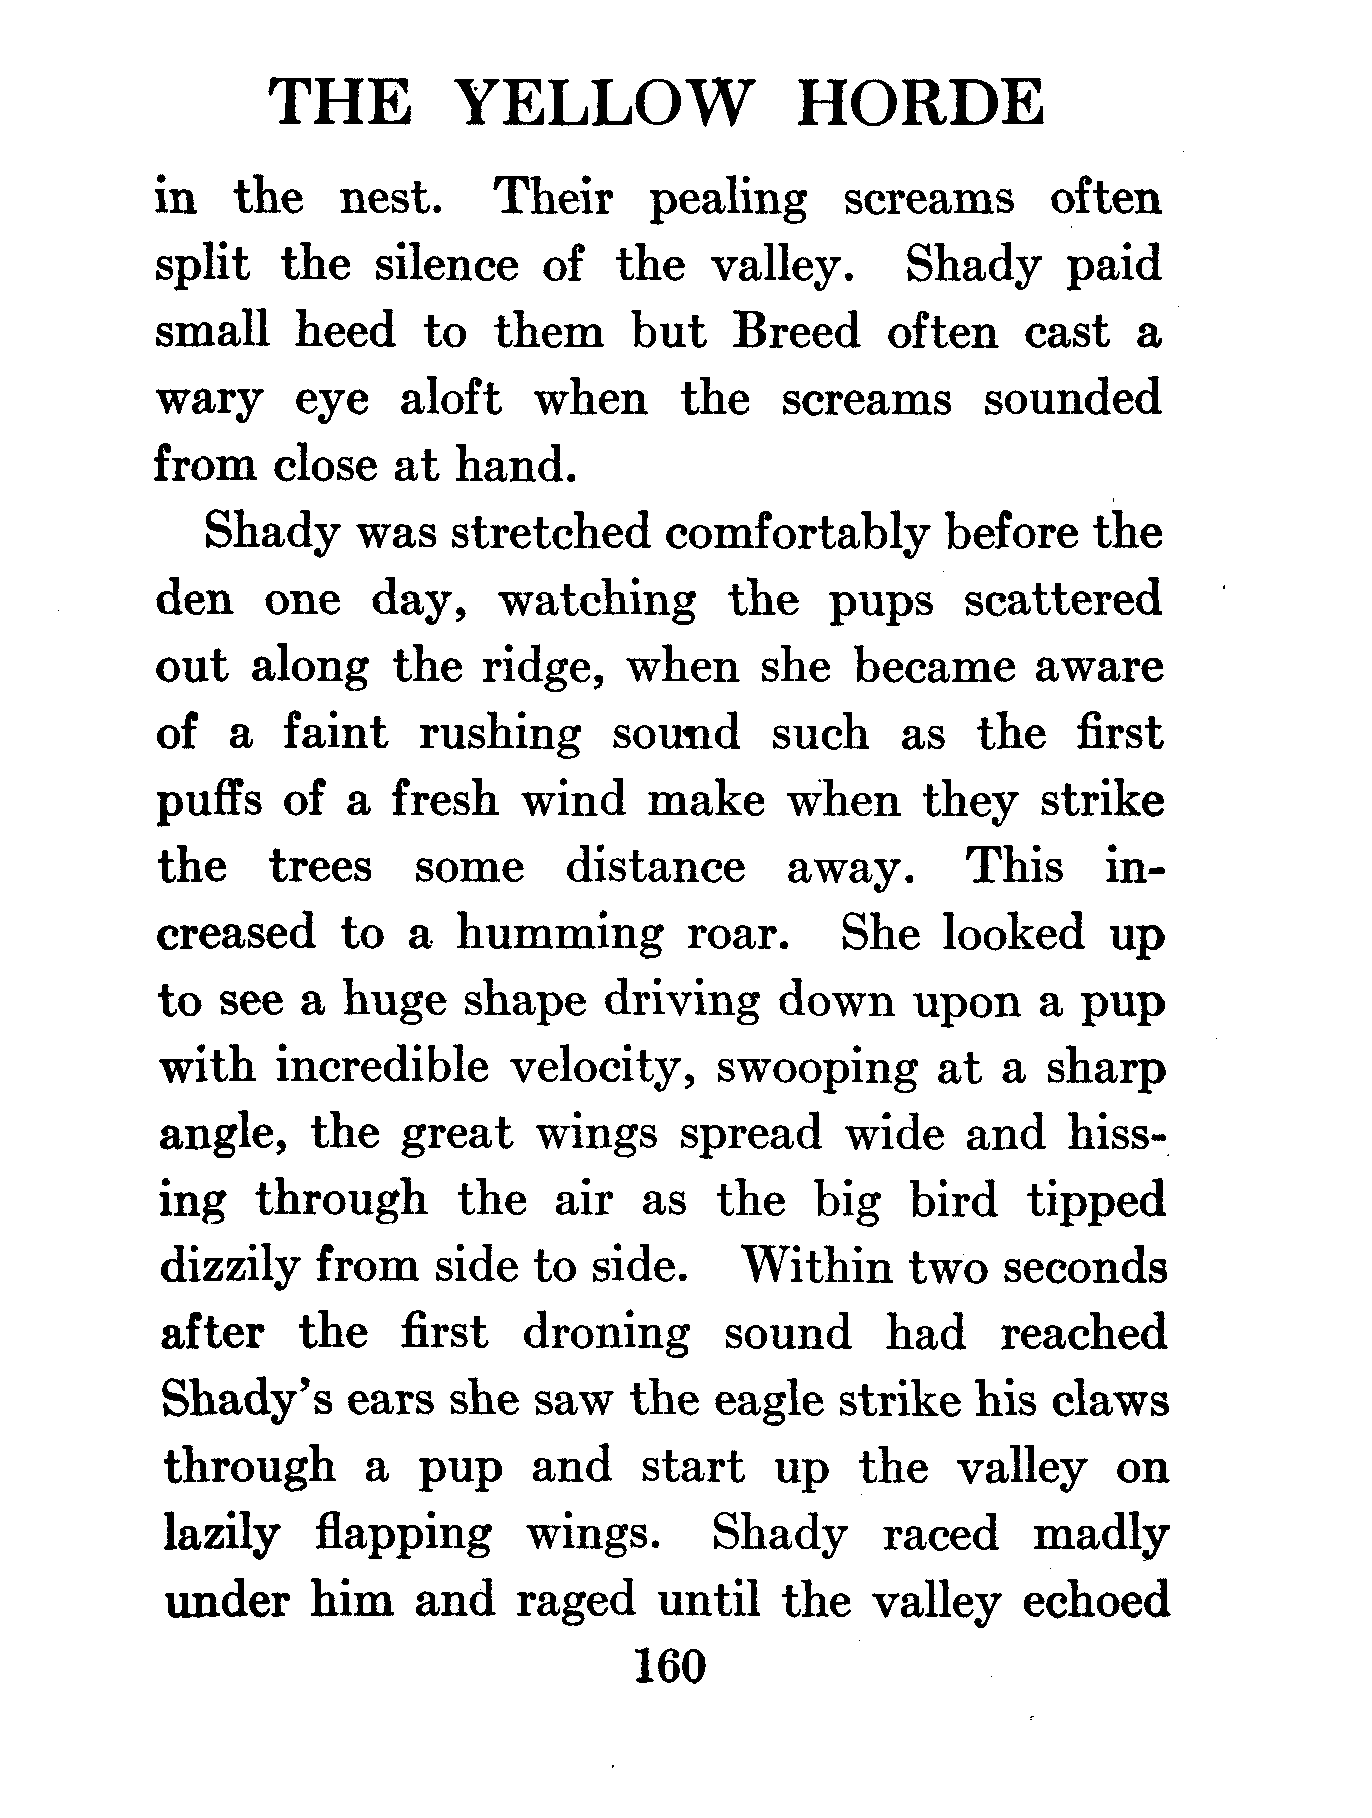 THE YELLOW HORDE
in the nest. Their pealing screams often
split the silence of the valley. Shady paid
small heed to them but Breed often cast a
wary eye aloft when the screams sounded
from close at hand.
Shady was stretched comfortably before the
den one day, watching the pups scattered
out along the ridge, when she became aware
of a faint rushing sound such as the first
puffs of a fresh wind make when they strike
the trees some distance away. This in-
creased to a humming roar. She looked up
to see a huge shape driving down upon a pup
with incredible velocity, swooping at a sharp
angle, the great wings spread wide and hiss-
ing through the air as the big bird tipped
dizzily from side to side. Within two seconds
after the first droning sound had reached
Shady's ears she saw the eagle strike his claws
through a pup and start up the valley on
lazily flapping wings. Shady raced madly
under him and raged until the valley echoed
160